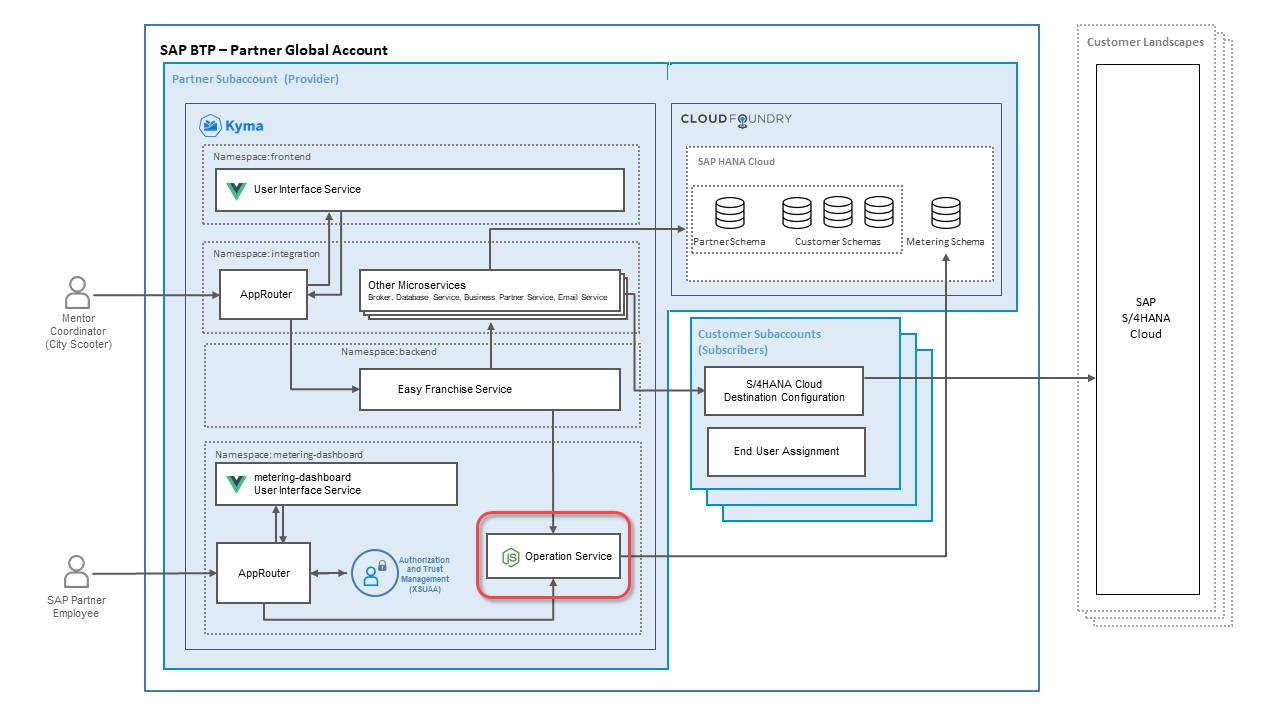 SAP BTP – Partner Global Account
Customer Landscapes
Partner Subaccount (Provider)
Kyma
CLOUD FOUNDRY
Namespace: frontend
User Interface Service
SAP HANA Cloud
Partner Schema
Customer Schemas
Metering Schema
Namespace: integration
AppRouter
Other Microservices
Broker, Database Service, Business Partner Service, Email Service
Mentor
Coordinator
(City Scooter)
SAP
S/4HANA
Cloud
Customer Subaccounts
(Subscribers)
Namespace: backend
Easy Franchise Service
S/4HANA Cloud
Destination Configuration
End User Assignment
Namespace: metering-dashboard
metering-dashboard
User Interface Service
JS
Operation Service
AppRouter
Authorization
and Trust
Management
(XSUAA)
SAP Partner
Employee